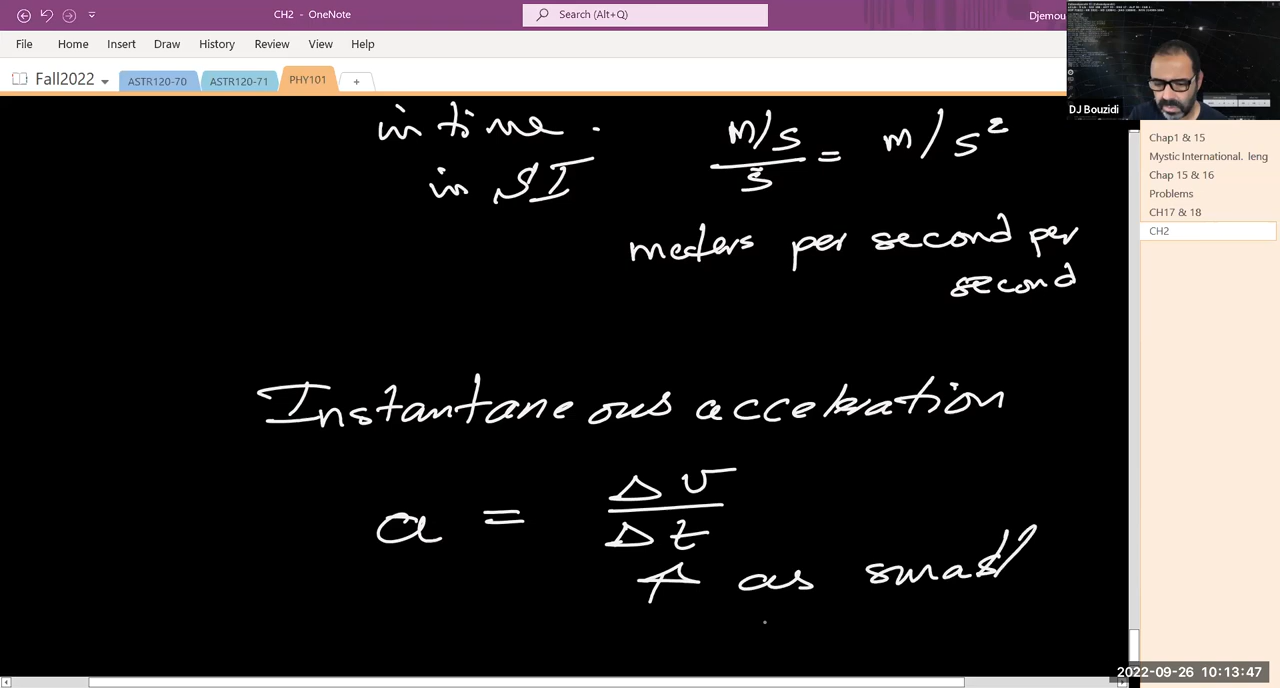 CH2 - OneNote
Search (Alt+Q)
Djemou
File Home Insert Draw History Review View Help
Fall2022 ASTR120-70 ASTR120-71 PHY101 +
DJ Bouzidi
Chap1 & 15
Mystic International. leng
Chap 15 & 16
Problems
CH17 & 18
CH2
in time.
in SI
m/s / s = m/s²
meters per second per
second
Instantaneous acceleration
a = Δv / Δt
↑ as small
2022-09-26 10:13:47